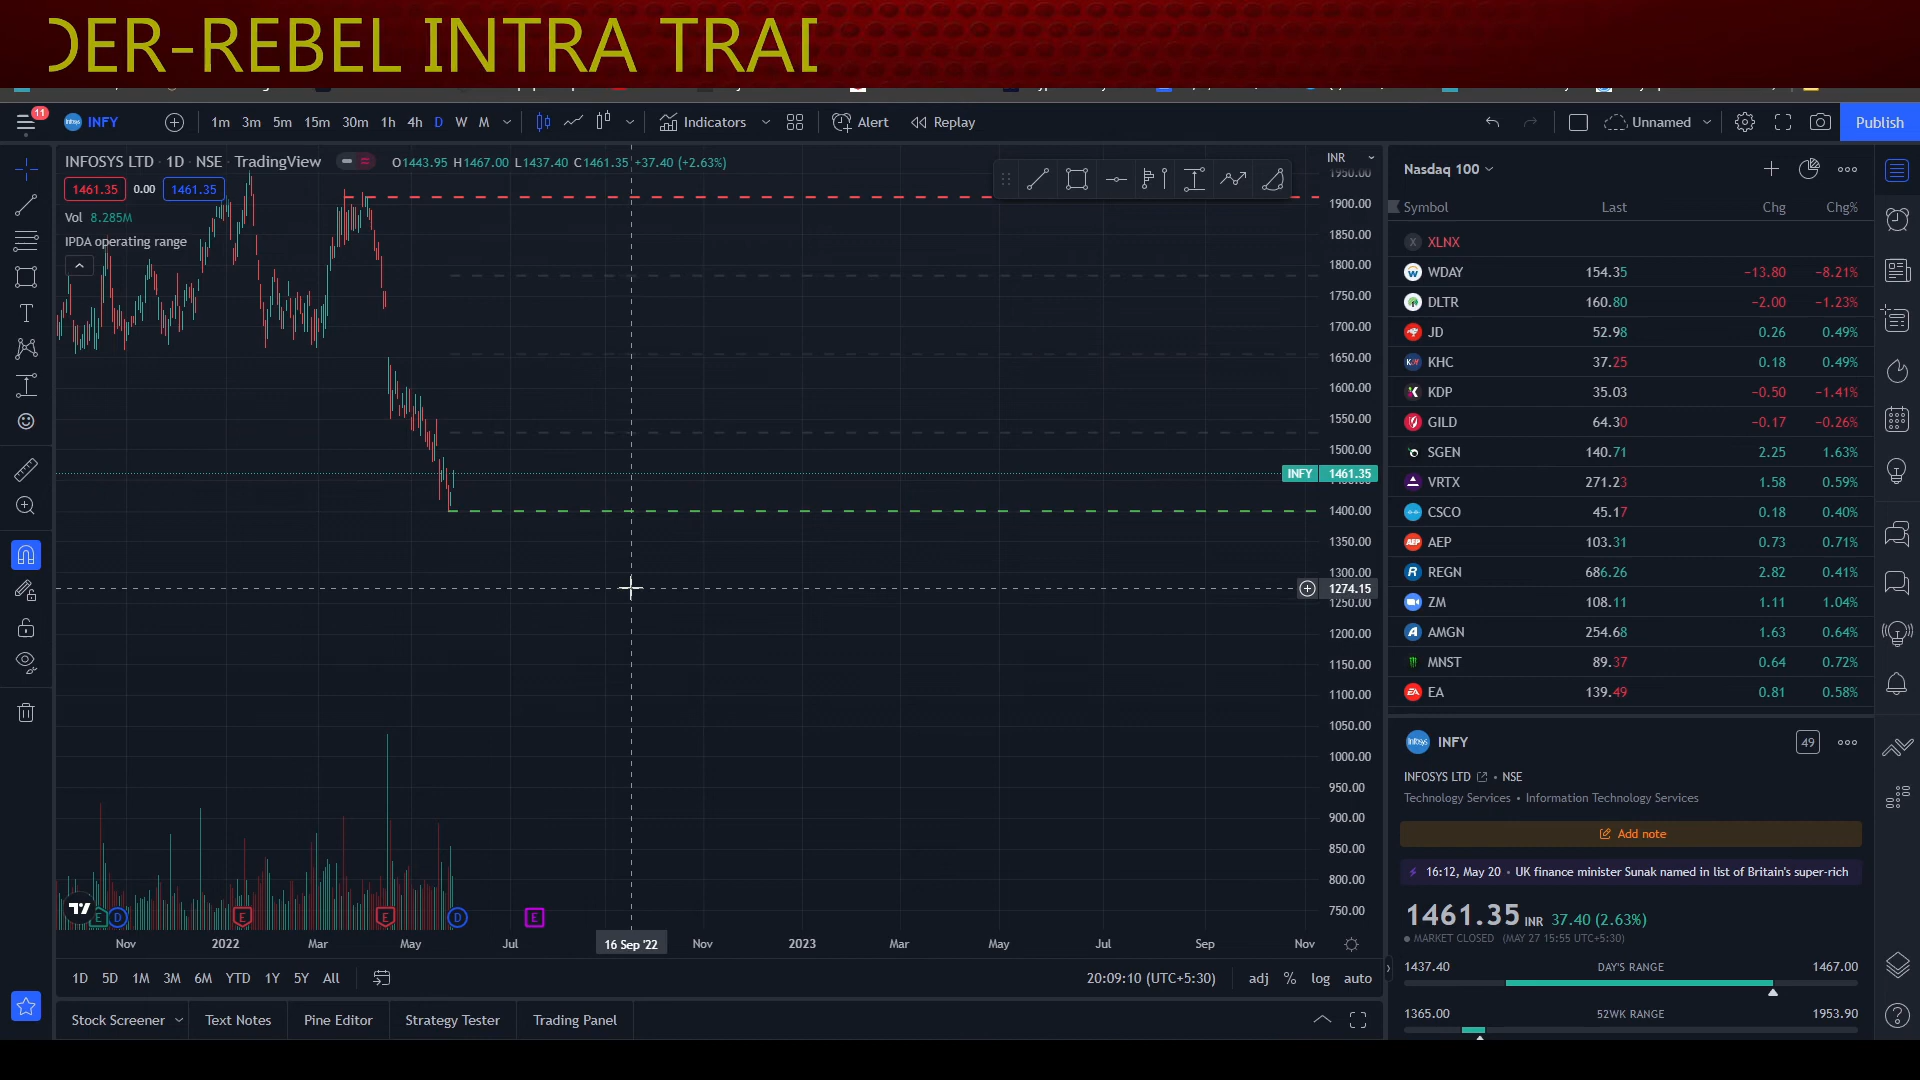 DER-REBEL INTRA TRAD
11
INFY
1m 3m 5m 15m 30m 1h 4h D W M
Indicators
Alert
Replay
Unnamed
Publish
INFOSYS LTD · 1D · NSE · TradingView
O1443.95 H1467.00 L1437.40 C1461.35 +37.40 (+2.63%)
1461.35 0.00 1461.35
Vol 8.285M
IPDA operating range
INR
1950.00
1900.00
1850.00
1800.00
1750.00
1700.00
1650.00
1600.00
1550.00
1500.00
INFY 1461.35
1400.00
1350.00
1300.00
1274.15
1250.00
1200.00
1150.00
1100.00
1050.00
1000.00
950.00
900.00
850.00
800.00
750.00
E D E E D E
Nov 2022 Mar May Jul 16 Sep '22 Nov 2023 Mar May Jul Sep Nov
1D 5D 1M 3M 6M YTD 1Y 5Y All
20:09:10 (UTC+5:30)
adj % log auto
Stock Screener
Text Notes
Pine Editor
Strategy Tester
Trading Panel
Nasdaq 100
Symbol Last Chg Chg%
XLNX
WDAY 154.35 −13.80 −8.21%
DLTR 160.80 −2.00 −1.23%
JD 52.98 0.26 0.49%
KHC 37.25 0.18 0.49%
KDP 35.03 −0.50 −1.41%
GILD 64.30 −0.17 −0.26%
SGEN 140.71 2.25 1.63%
VRTX 271.23 1.58 0.59%
CSCO 45.17 0.18 0.40%
AEP 103.31 0.73 0.71%
REGN 686.26 2.82 0.41%
ZM 108.11 1.11 1.04%
AMGN 254.68 1.63 0.64%
MNST 89.37 0.64 0.72%
EA 139.49 0.81 0.58%
INFY
49
INFOSYS LTD • NSE
Technology Services • Information Technology Services
Add note
16:12, May 20 • UK finance minister Sunak named in list of Britain's super-rich
1461.35 INR 37.40 (2.63%)
MARKET CLOSED (MAY 27 15:55 UTC+5:30)
1437.40 DAY'S RANGE 1467.00
1365.00 52WK RANGE 1953.90